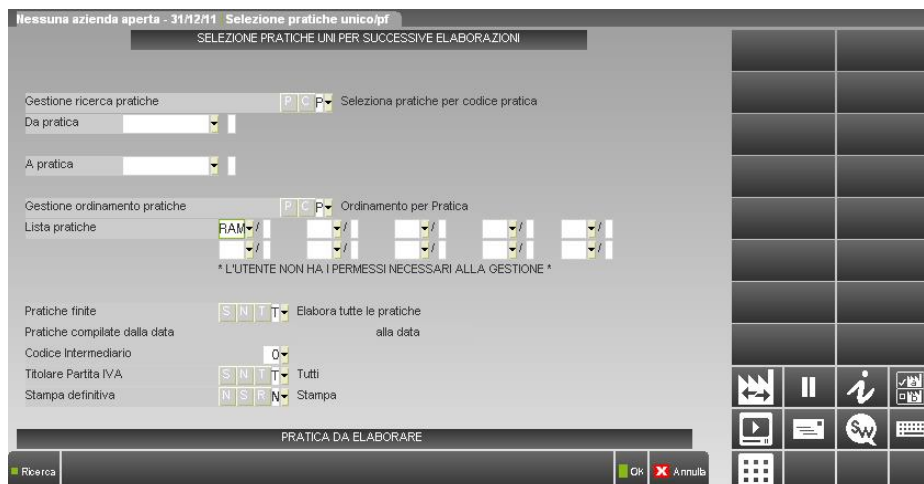 Nessuna azienda aperta - 31/12/11 Selezione pratiche unico/pf
SELEZIONE PRATICHE UNI PER SUCCESSIVE ELABORAZIONI
Gestione ricerca pratiche P C P Seleziona pratiche per codice pratica
Da pratica
A pratica
Gestione ordinamento pratiche P C P Ordinamento per Pratica
Lista pratiche RAM / / / / /
/ / / / /
* L'UTENTE NON HA I PERMESSI NECESSARI ALLA GESTIONE *
Pratiche finite S N T T Elabora tutte le pratiche
Pratiche compilate dalla data alla data
Codice Intermediario 0
Titolare Partita IVA S N T T Tutti
Stampa definitiva N S R N Stampa
PRATICA DA ELABORARE
Ricerca OK Annulla
SW